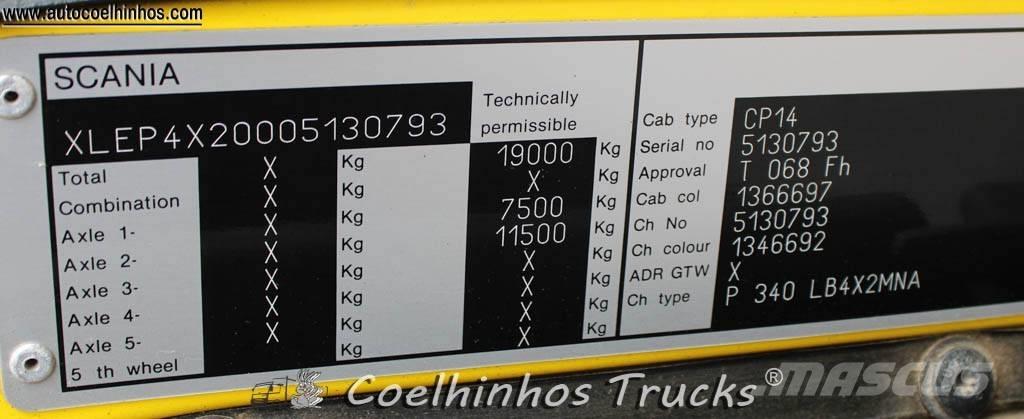 www.autocoelhinhos.com
SCANIA
XLEP4X20005130793
Technically
permissible
Total X Kg 19000 Kg
Combination X Kg X Kg
Axle 1- X Kg 7500 Kg
Axle 2- X Kg 11500 Kg
Axle 3- X Kg X Kg
Axle 4- X Kg X Kg
Axle 5- X Kg X Kg
5 th wheel Kg X Kg
Cab type CP14
Serial no 5130793
Approval T 068 Fh
Cab col 1366697
Ch No 5130793
Ch colour 1346692
ADR GTW X
Ch type P 340 LB4X2MNA
Coelhinhos Trucks®
MASCUS